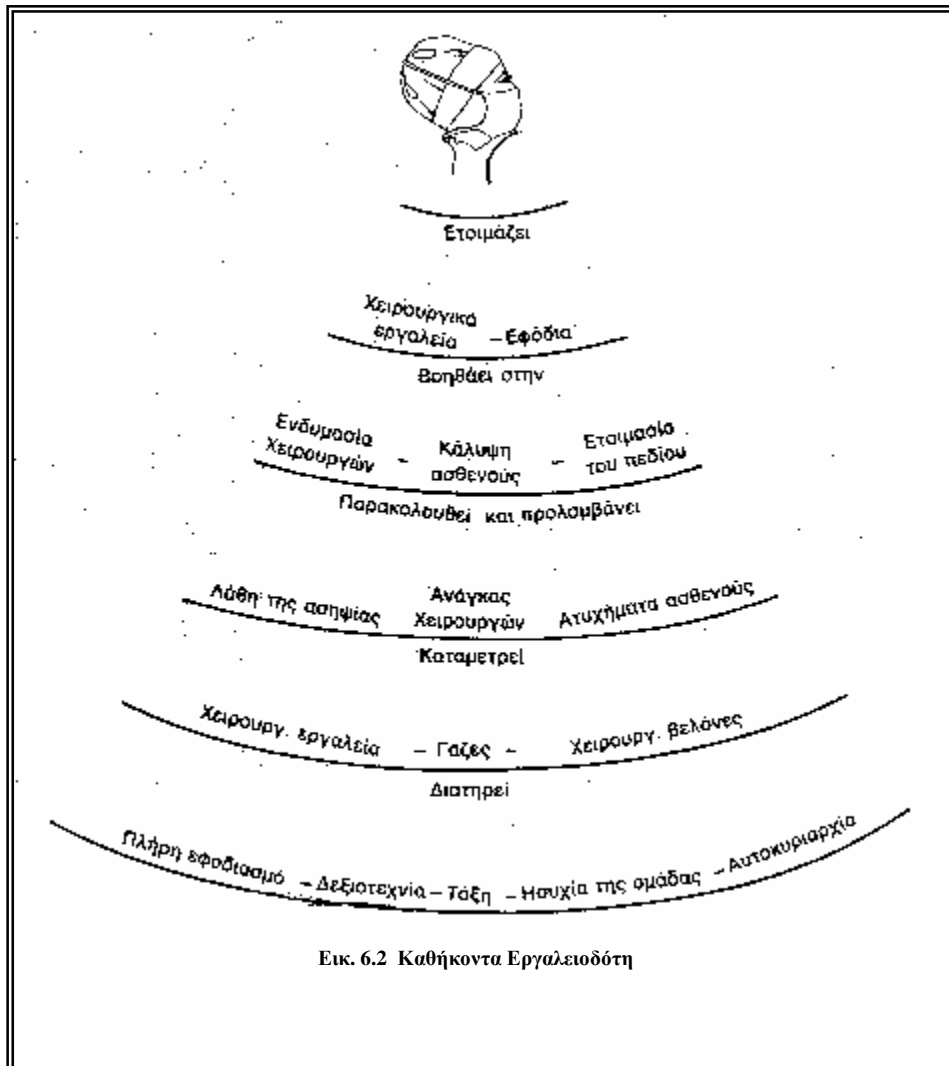 Ετοιμάζει
Χειρουργικά
εργαλεία – Εφόδια
Βοηθάει στην
Ενδυμασία
Χειρουργών – Κάλυψη
ασθενούς – Ετοιμασία
του πεδίου
Παρακολουθεί και προλαμβάνει
Λάθη της ασηψίας
Ανάγκας
Χειρουργών
Ατυχήματα ασθενούς
Καταμετρεί
Χειρουργ. εργαλεία – Γάζες – Χειρουργ. βελόνες
Διατηρεί
Πλήρη εφοδιασμό – Δεξιοτεχνία – Τάξη – Ησυχία της ομάδας – Αυτοκυριαρχία
Εικ. 6.2 Καθήκοντα Εργαλειοδότη